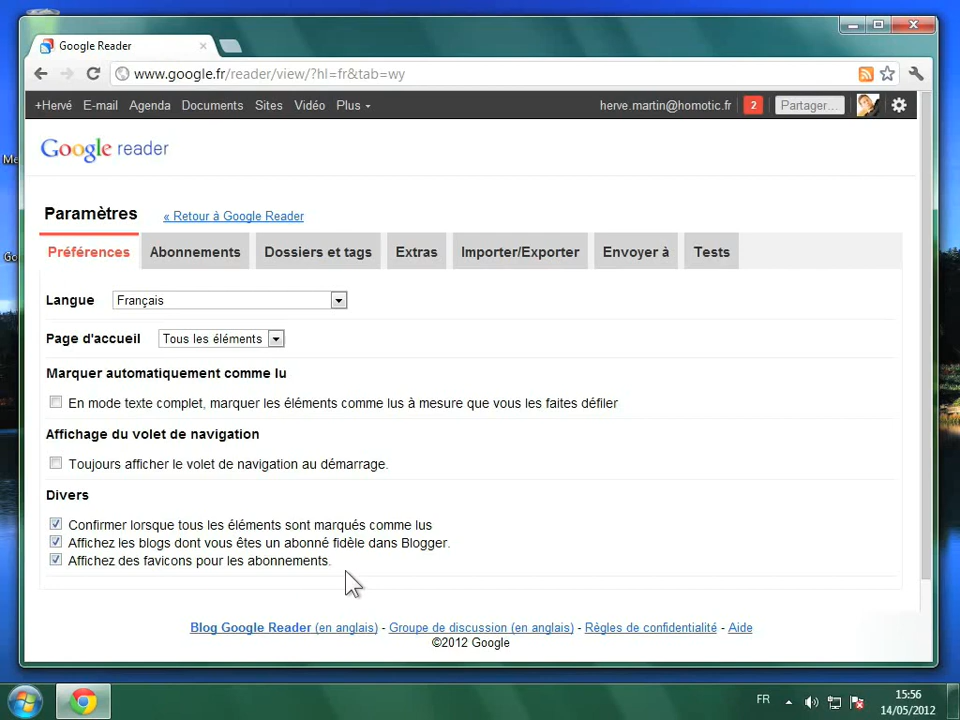 Google Reader
www.google.fr/reader/view/?hl=fr&tab=wy
+Hervé E-mail Agenda Documents Sites Vidéo Plus herve.martin@homotic.fr 2 Partager...
Google reader
Paramètres « Retour à Google Reader
Préférences Abonnements Dossiers et tags Extras Importer/Exporter Envoyer à Tests
Langue Français
Page d'accueil Tous les éléments
Marquer automatiquement comme lu
En mode texte complet, marquer les éléments comme lus à mesure que vous les faites défiler
Affichage du volet de navigation
Toujours afficher le volet de navigation au démarrage.
Divers
Confirmer lorsque tous les éléments sont marqués comme lus
Affichez les blogs dont vous êtes un abonné fidèle dans Blogger.
Affichez des favicons pour les abonnements.
Blog Google Reader (en anglais) - Groupe de discussion (en anglais) - Règles de confidentialité - Aide
©2012 Google
FR 15:56
14/05/2012